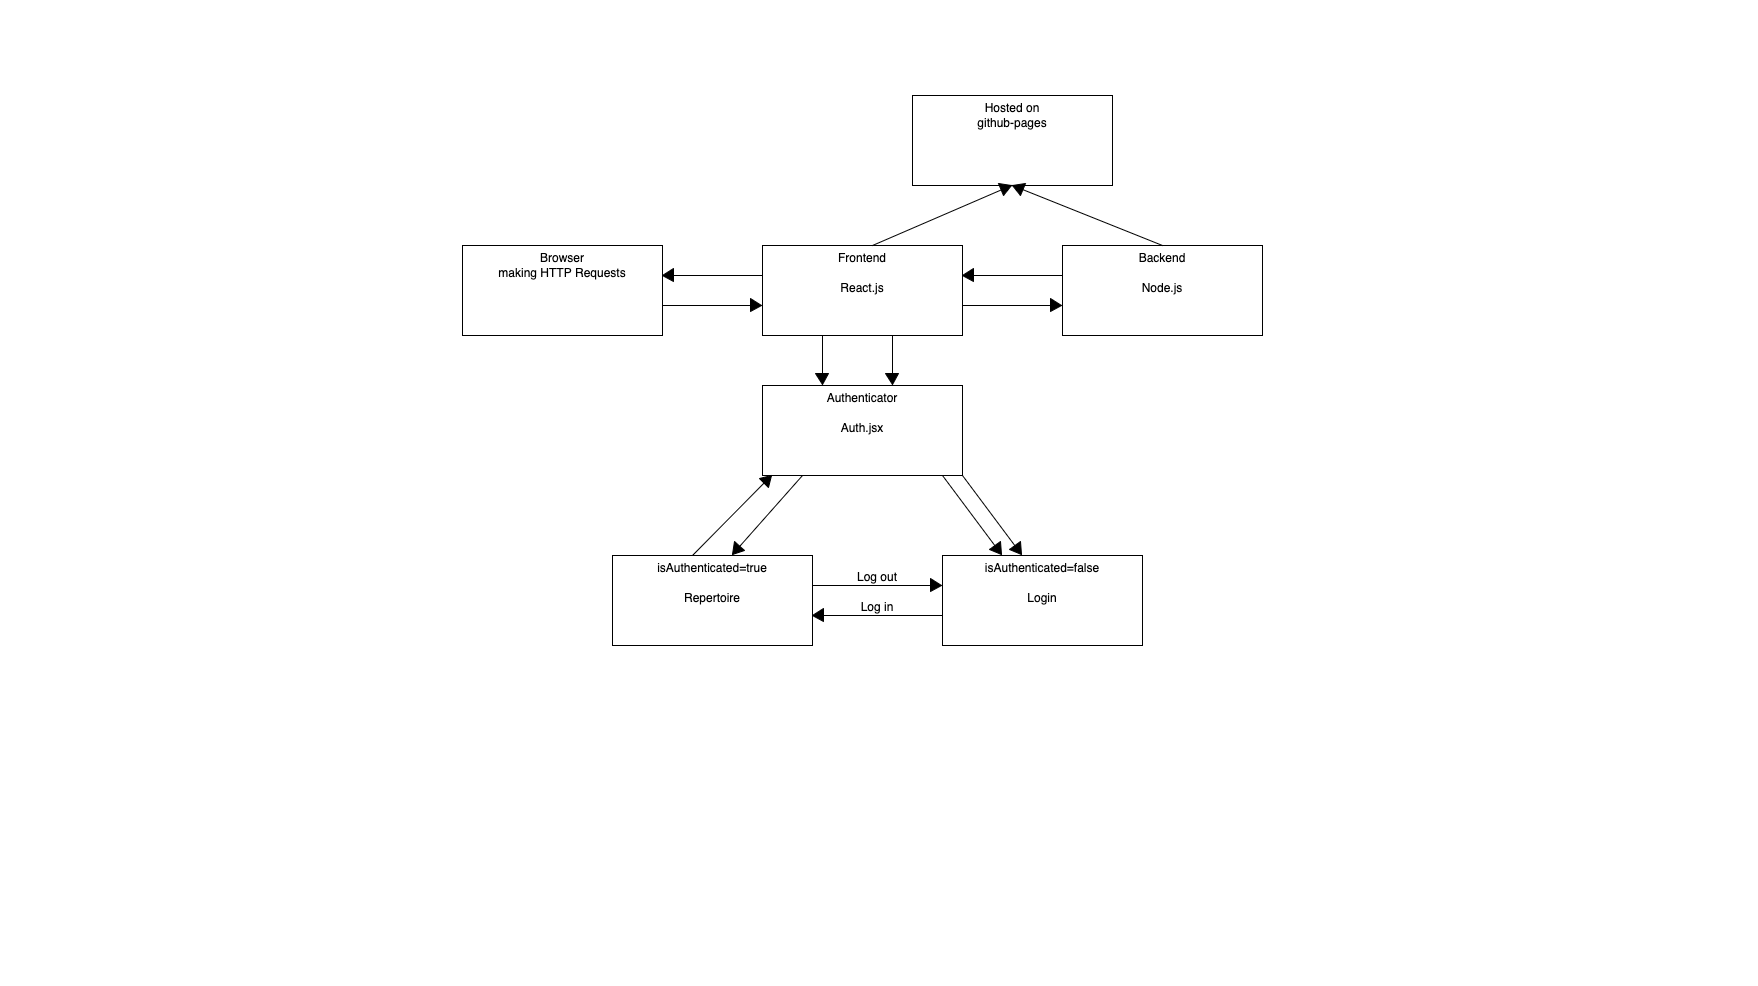 Hosted on
github-pages
Browser
making HTTP Requests
Frontend
React.js
Backend
Node.js
Authenticator
Auth.jsx
isAuthenticated=true
Repertoire
Log out
Log in
isAuthenticated=false
Login